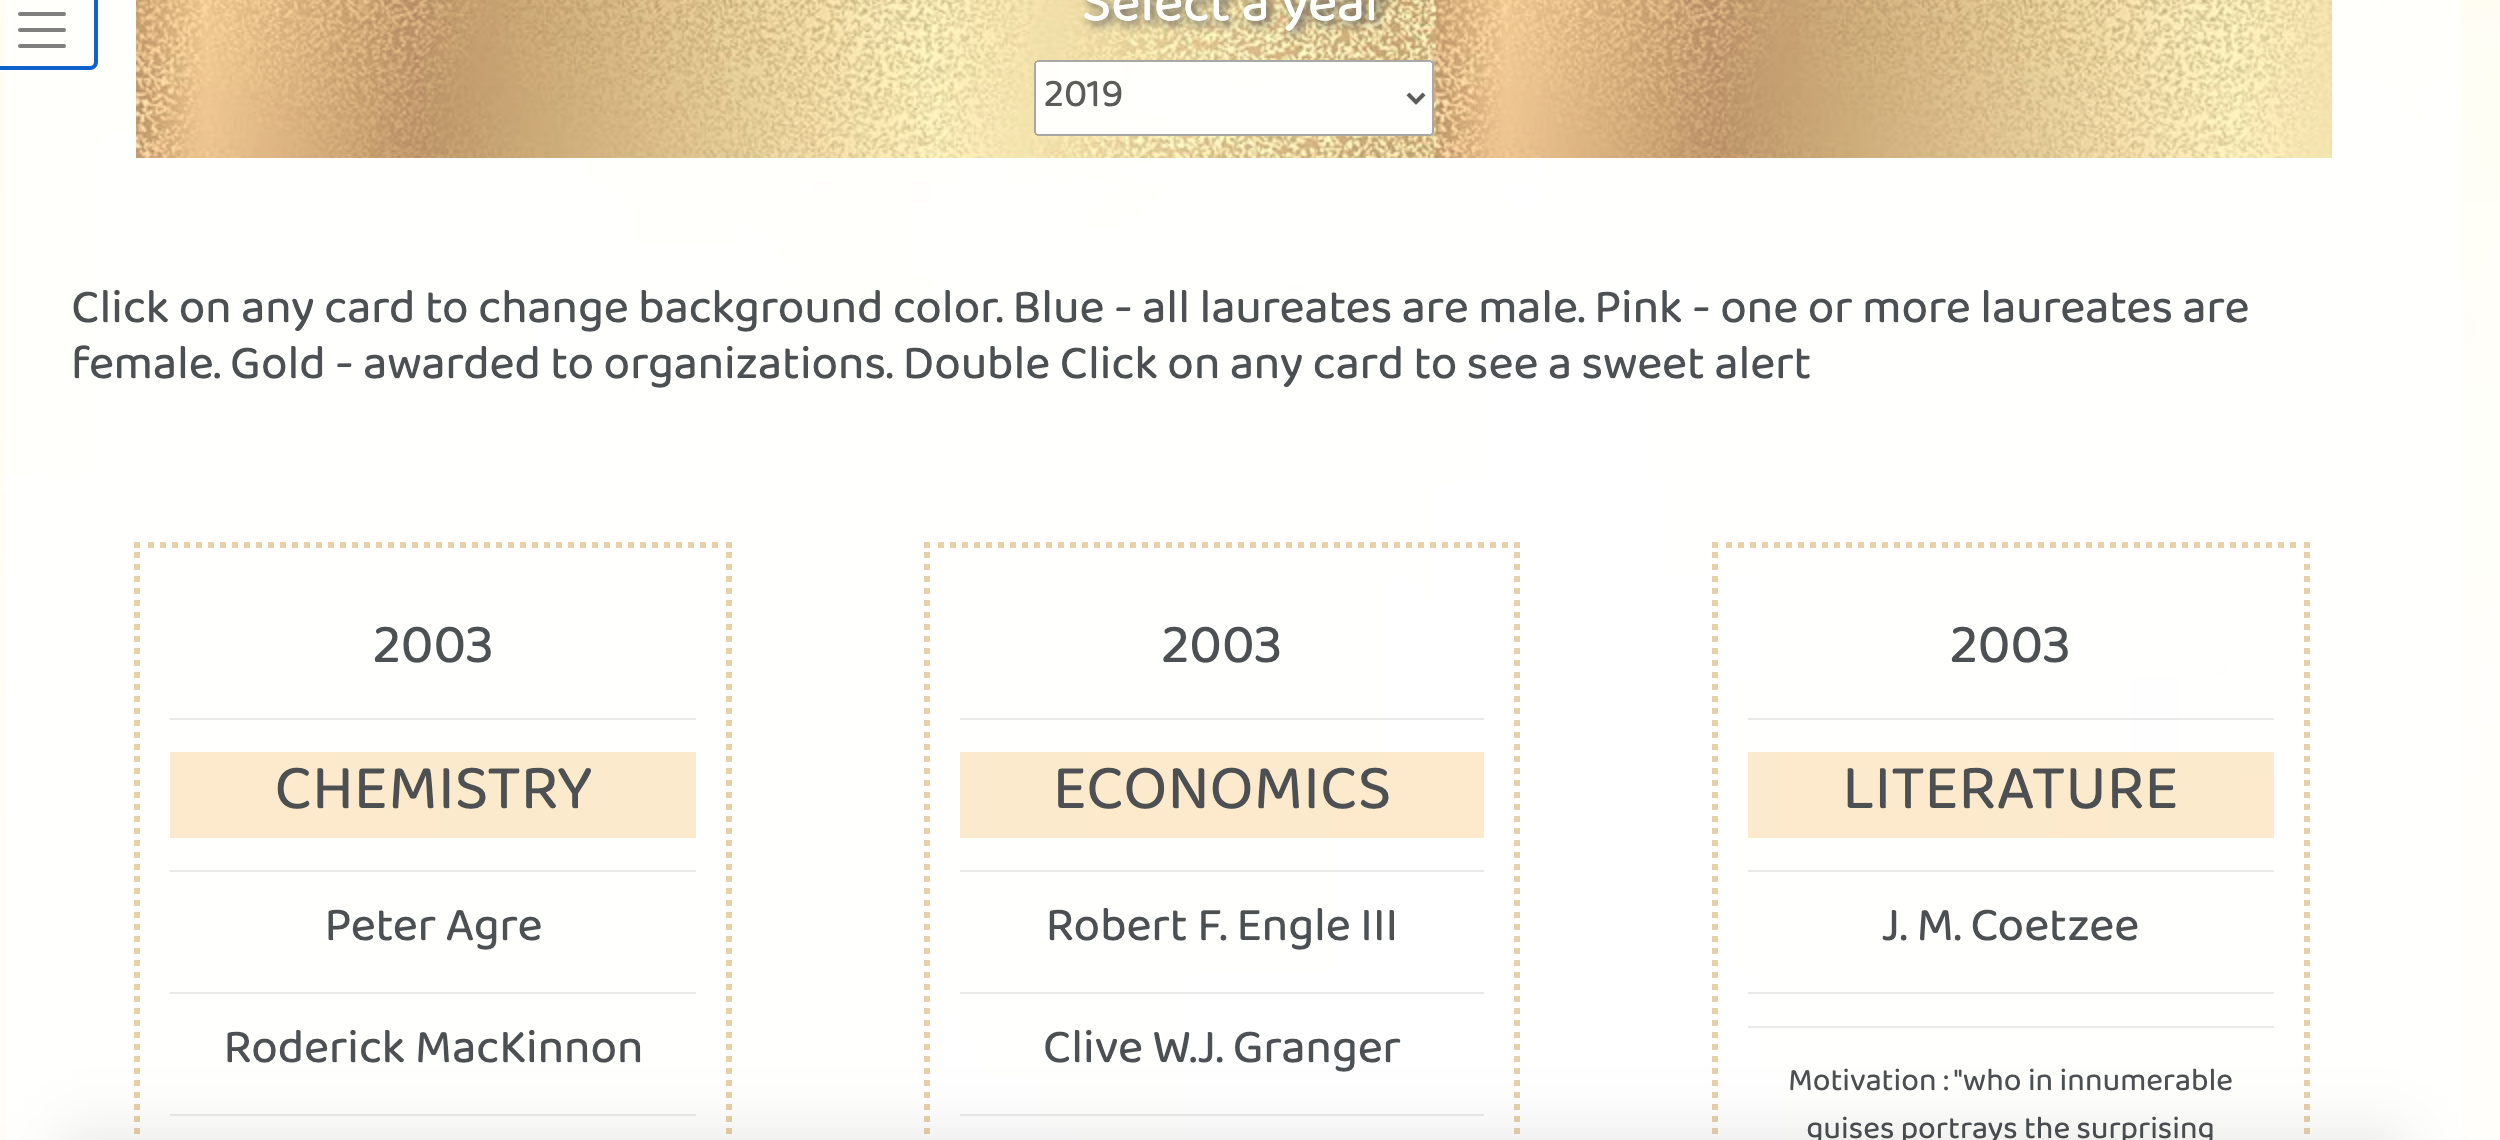 Select a year
2019
Click on any card to change background color. Blue - all laureates are male. Pink - one or more laureates are
female. Gold - awarded to organizations. Double Click on any card to see a sweet alert
2003
CHEMISTRY
Peter Agre
Roderick MacKinnon
2003
ECONOMICS
Robert F. Engle III
Clive W.J. Granger
2003
LITERATURE
J. M. Coetzee
Motivation : "who in innumerable
guises portrays the surprising